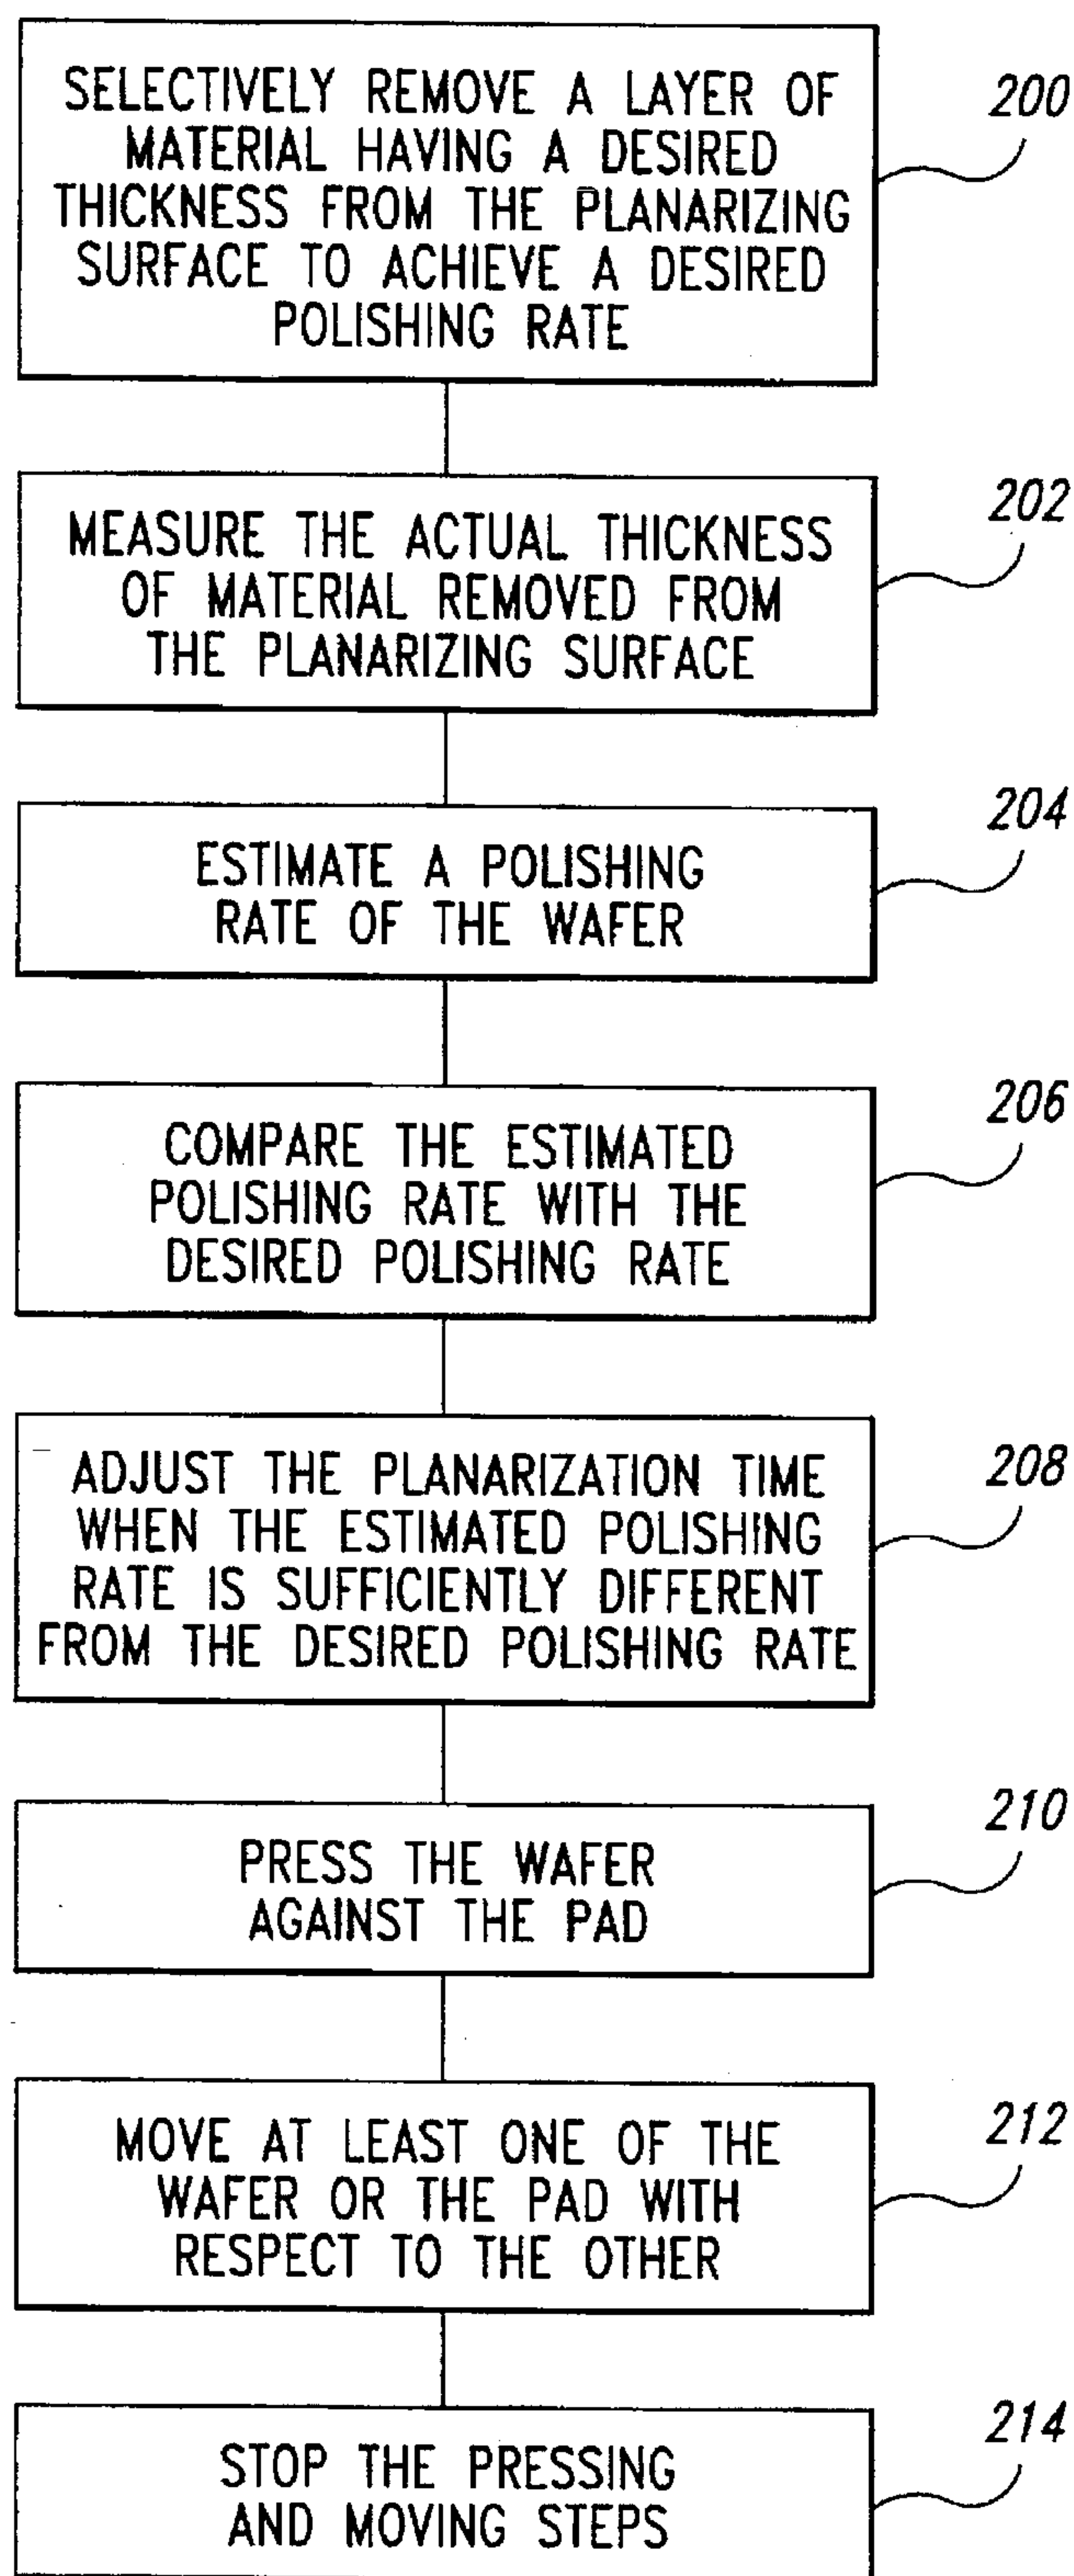 SELECTIVELY REMOVE A LAYER OF
MATERIAL HAVING A DESIRED
THICKNESS FROM THE PLANARIZING
SURFACE TO ACHIEVE A DESIRED
POLISHING RATE
200
MEASURE THE ACTUAL THICKNESS
OF MATERIAL REMOVED FROM
THE PLANARIZING SURFACE
202
ESTIMATE A POLISHING
RATE OF THE WAFER
204
COMPARE THE ESTIMATED
POLISHING RATE WITH THE
DESIRED POLISHING RATE
206
ADJUST THE PLANARIZATION TIME
WHEN THE ESTIMATED POLISHING
RATE IS SUFFICIENTLY DIFFERENT
FROM THE DESIRED POLISHING RATE
208
PRESS THE WAFER
AGAINST THE PAD
210
MOVE AT LEAST ONE OF THE
WAFER OR THE PAD WITH
RESPECT TO THE OTHER
212
STOP THE PRESSING
AND MOVING STEPS
214